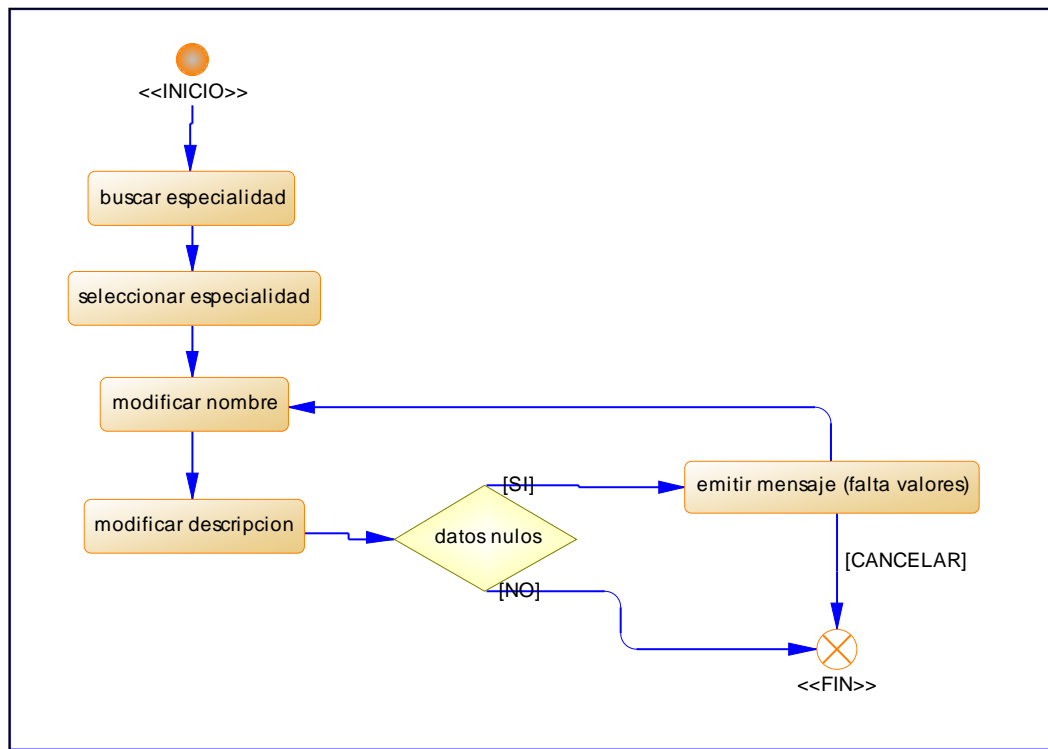 <<INICIO>>
buscar especialidad
seleccionar especialidad
modificar nombre
modificar descripcion
datos nulos
[SI]
[NO]
emitir mensaje (falta valores)
[CANCELAR]
<<FIN>>